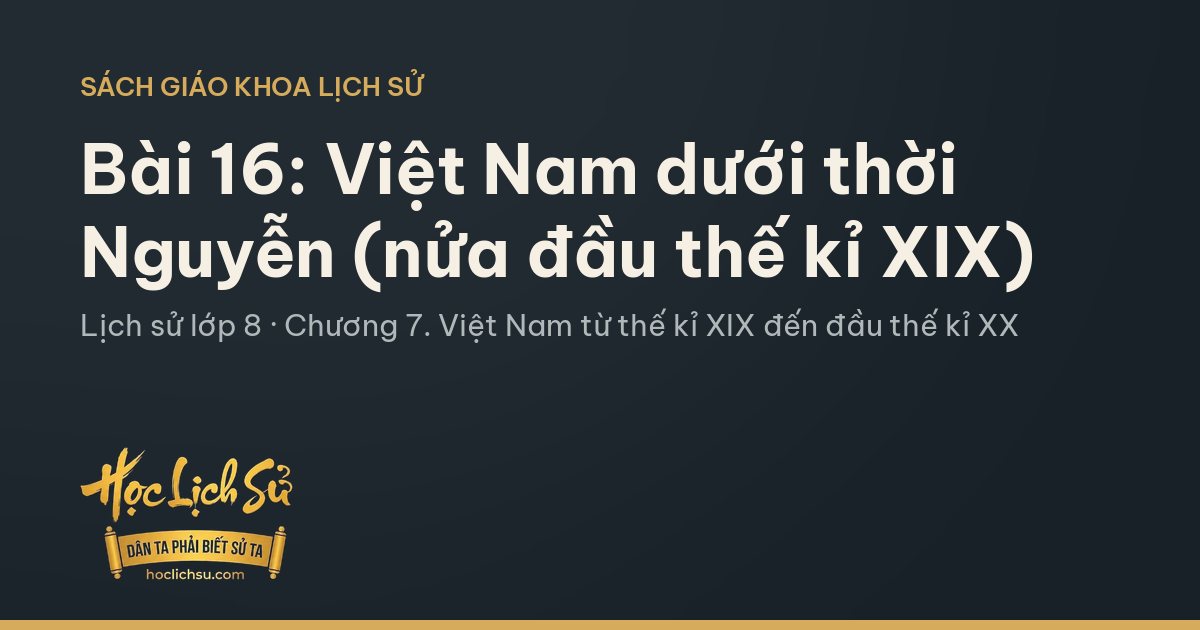 SÁCH GIÁO KHOA LỊCH SỬ
Bài 16: Việt Nam dưới thời
Nguyễn (nửa đầu thế kỉ XIX)
Lịch sử lớp 8 · Chương 7. Việt Nam từ thế kỉ XIX đến đầu thế kỉ XX
Học Lịch Sử
DÂN TA PHẢI BIẾT SỬ TA
hoclichsu.com